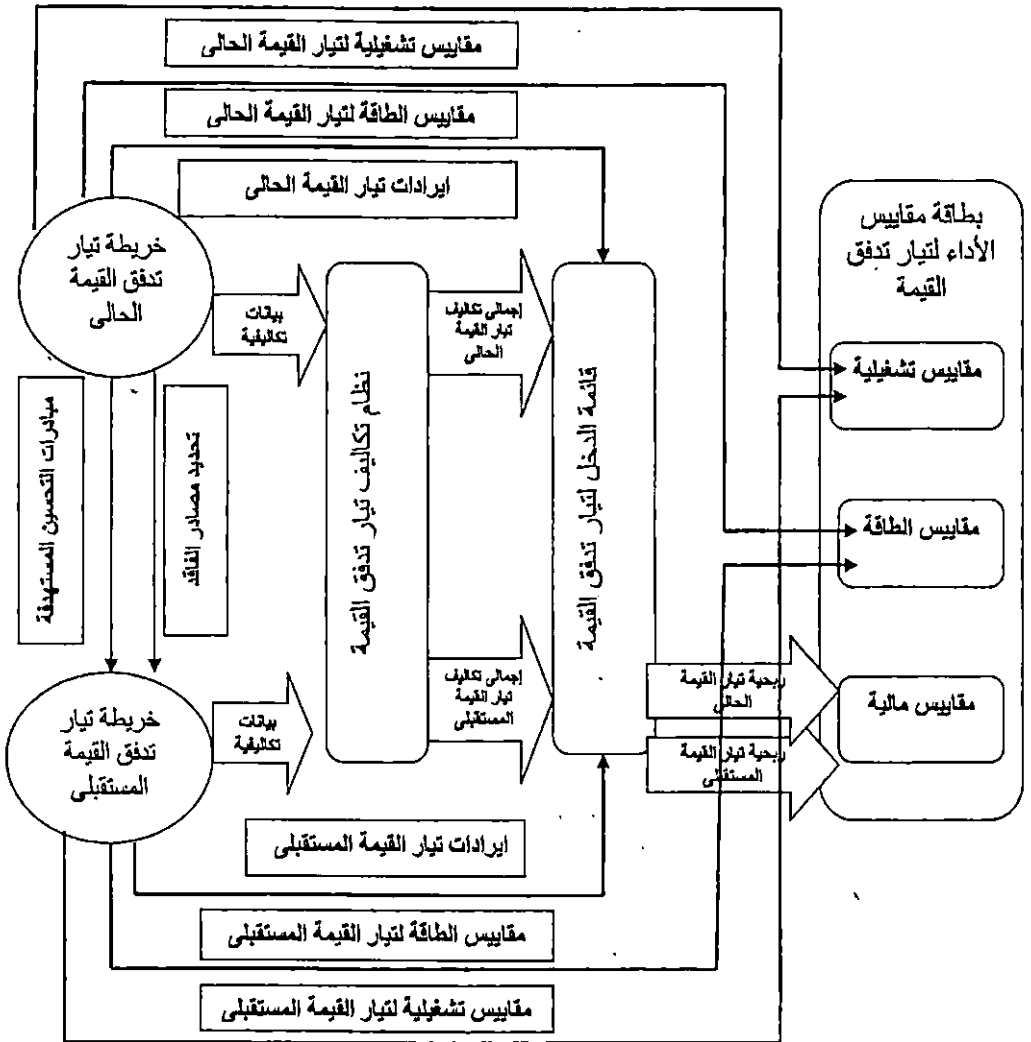 مقاييس تشغيلية لتيار القيمة الحالى
مقاييس الطاقة لتيار القيمة الحالى
ايرادات تيار القيمة الحالى
بطاقة مقاييس
الأداء لتيار تدفق
القيمة
مقاييس تشغيلية
مقاييس الطاقة
مقاييس مالية
خريطة تيار
تدفق القيمة
الحالى
بيانات
تكاليفية
نظام تكاليف تيار تدفق القيمة
إجمالى تكاليف
تيار القيمة
الحالى
قائمة الدخل لتيار تدفق القيمة
مبادرات التحسين المستهدفة
تحديد مصادر الفاقد
خريطة تيار
تدفق القيمة
المستقبلى
بيانات
تكاليفية
إجمالى تكاليف
تيار القيمة
المستقبلى
ربحية تيار القيمة
الحالى
ربحية تيار القيمة
المستقبلى
ايرادات تيار القيمة المستقبلى
مقاييس الطاقة لتيار القيمة المستقبلى
مقاييس تشغيلية لتيار القيمة المستقبلى